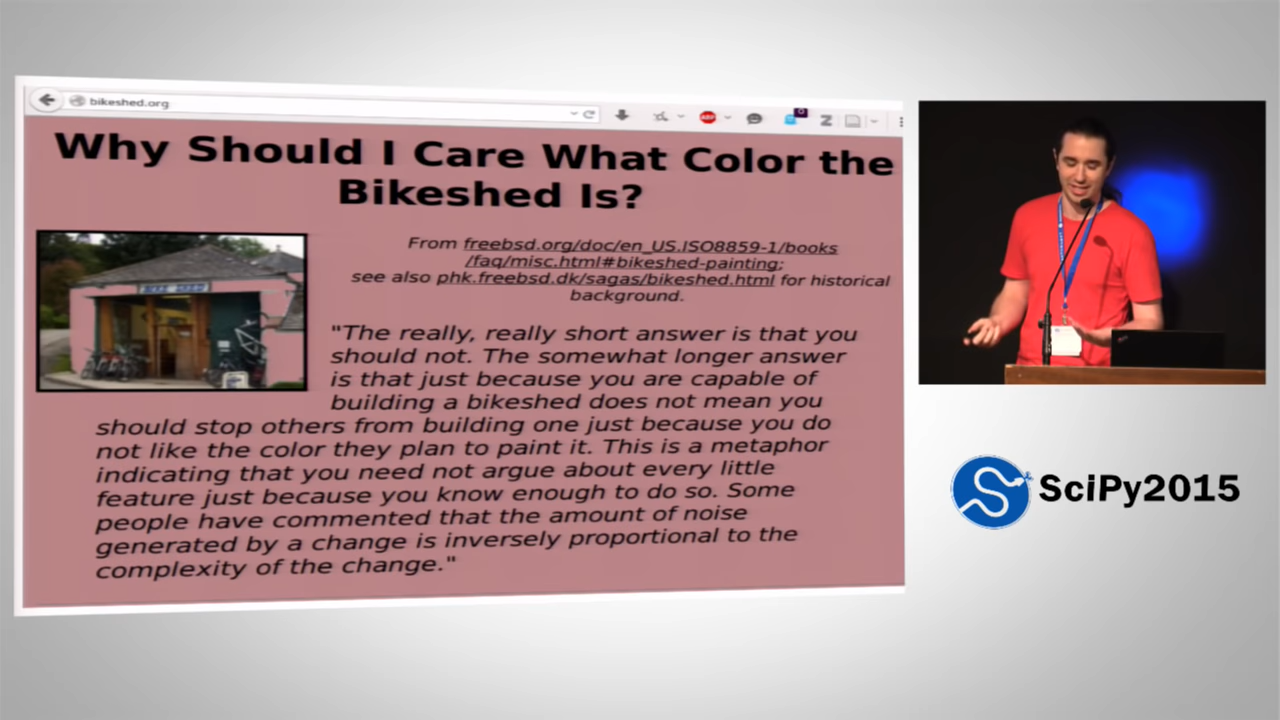 bikeshed.org
Why Should I Care What Color the
Bikeshed Is?
BIKE SHED
From freebsd.org/doc/en_US.ISO8859-1/books
/faq/misc.html#bikeshed-painting;
see also phk.freebsd.dk/sagas/bikeshed.html for historical
background.
"The really, really short answer is that you
should not. The somewhat longer answer
is that just because you are capable of
building a bikeshed does not mean you
should stop others from building one just because you do
not like the color they plan to paint it. This is a metaphor
indicating that you need not argue about every little
feature just because you know enough to do so. Some
people have commented that the amount of noise
generated by a change is inversely proportional to the
complexity of the change."
ABP
0
Z
SciPy2015